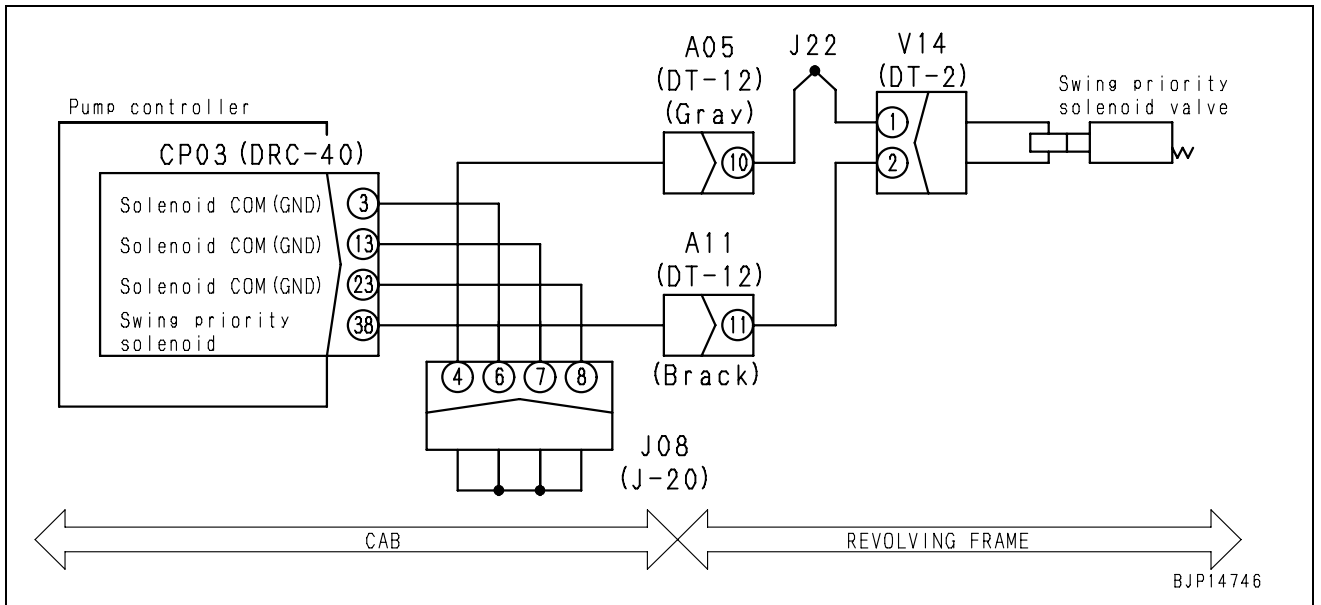 Pump controller
CP03 (DRC-40)
Solenoid COM (GND)
3
Solenoid COM (GND)
13
Solenoid COM (GND)
23
Swing priority
solenoid
38
4 6 7 8
J08
(J-20)
A05
(DT-12)
(Gray)
10
J22
A11
(DT-12)
11
(Brack)
V14
(DT-2)
1
2
Swing priority
solenoid valve
CAB
REVOLVING FRAME
BJP14746